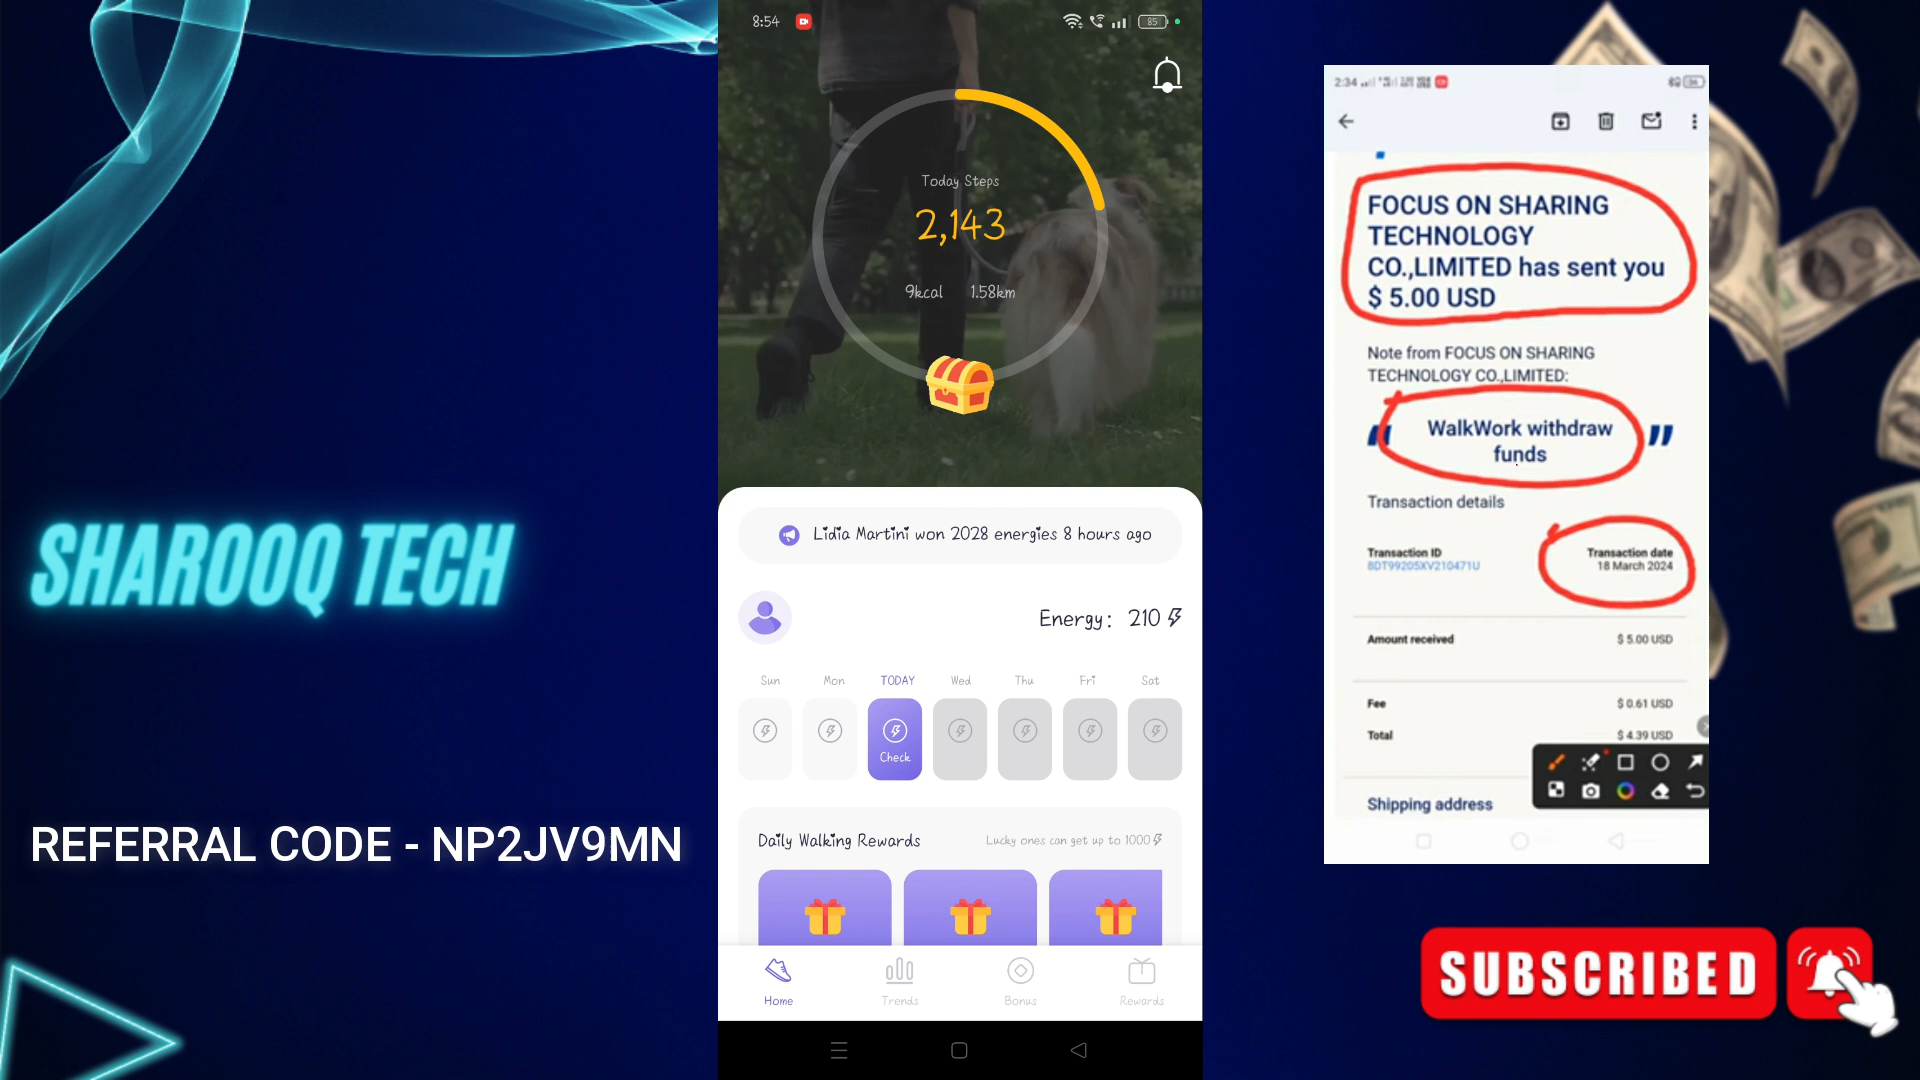 SHAROOQ TECH
REFERRAL CODE - NP2JV9MN
8:54
85
Today Steps
2,143
9kcal 1.58km
Lidia Martini won 2028 energies 8 hours ago
Energy: 210
Sun Mon TODAY Wed Thu Fri Sat
Check
Daily Walking Rewards Lucky ones can get up to 1000
Home Trends Bonus Rewards
2:34
FOCUS ON SHARING
TECHNOLOGY
CO.,LIMITED has sent you
$ 5.00 USD
Note from FOCUS ON SHARING
TECHNOLOGY CO.,LIMITED:
“ WalkWork withdraw ”
funds
Transaction details
Transaction ID Transaction date
8DT99205XV210471U 18 March 2024
Amount received $ 5.00 USD
Fee $ 0.61 USD
Total $ 4.39 USD
Shipping address
SUBSCRIBED